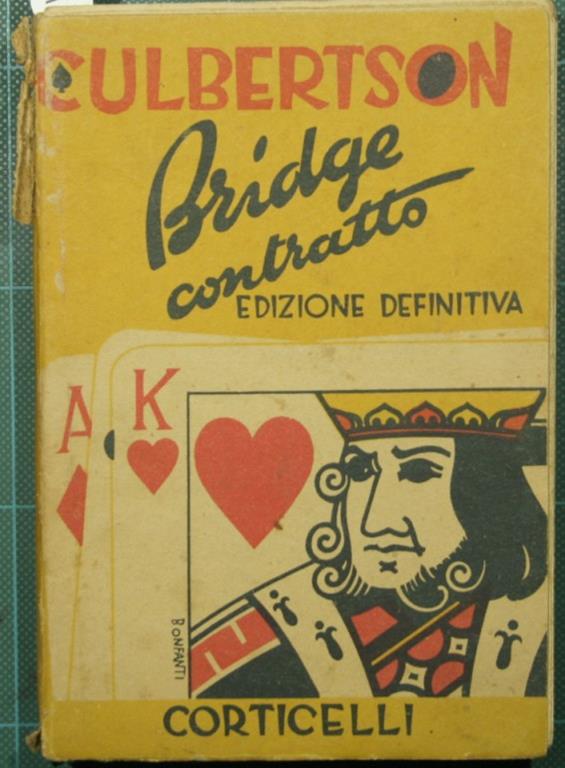 CULBERTSON
Bridge
contratto
EDIZIONE DEFINITIVA
A
K
BONFANTI
CORTICELLI